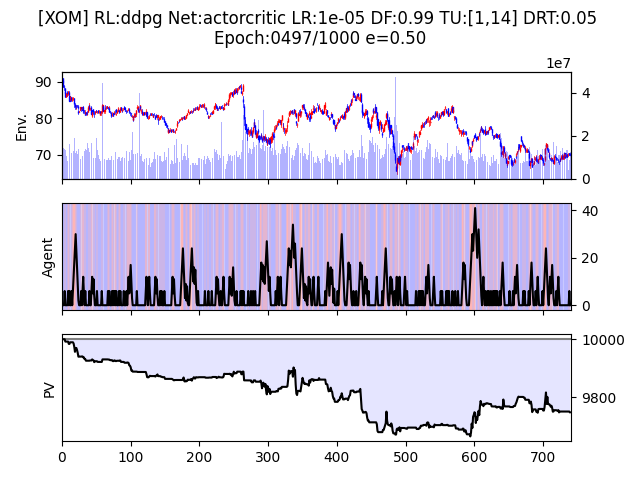 [XOM] RL:ddpg Net:actorcritic LR:1e-05 DF:0.99 TU:[1,14] DRT:0.05
Epoch:0497/1000 e=0.50
1e7
90
80
70
Env.
4
2
0
Agent
40
20
0
PV
10000
9800
0 100 200 300 400 500 600 700